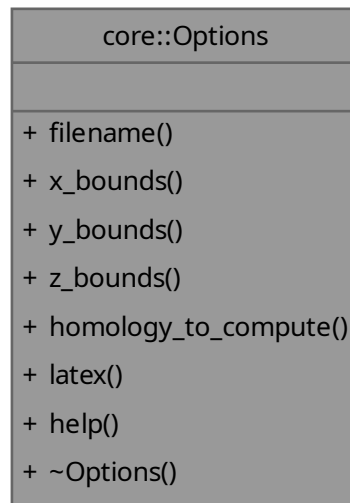 core::Options
+ filename()
+ x_bounds()
+ y_bounds()
+ z_bounds()
+ homology_to_compute()
+ latex()
+ help()
+ ~Options()